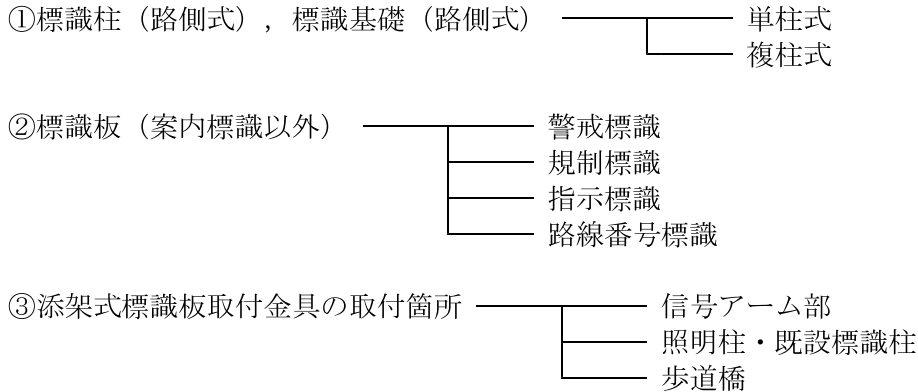 ①標識柱（路側式），標識基礎（路側式） 単柱式
複柱式
②標識板（案内標識以外） 警戒標識
規制標識
指示標識
路線番号標識
③添架式標識板取付金具の取付箇所 信号アーム部
照明柱・既設標識柱
歩道橋